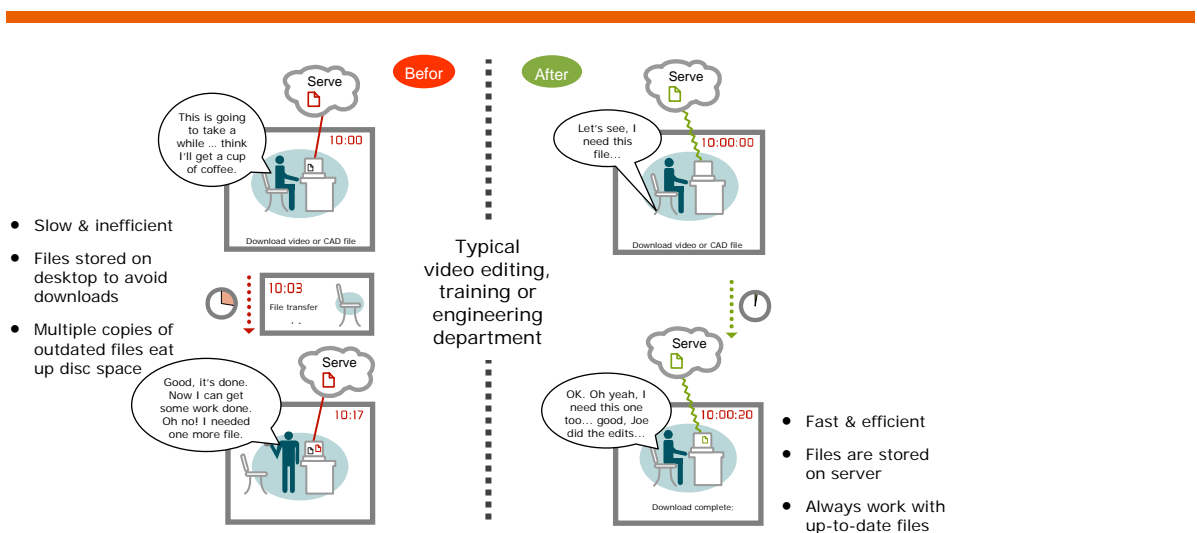 Befor
Serve
This is going
to take a
while ... think
I'll get a cup
of coffee.
10:00
Download video or CAD file
• Slow & inefficient
• Files stored on
desktop to avoid
downloads
• Multiple copies of
outdated files eat
up disc space
10:03
File transfer
. .
Serve
Good, it's done.
Now I can get
some work done.
Oh no! I needed
one more file.
10:17
Typical
video editing,
training or
engineering
department
After
Serve
Let's see, I
need this
file…
10:00:00
Download video or CAD file
Serve
OK. Oh yeah, I
need this one
too… good, Joe
did the edits…
10:00:20
Download complete;
• Fast & efficient
• Files are stored
on server
• Always work with
up-to-date files